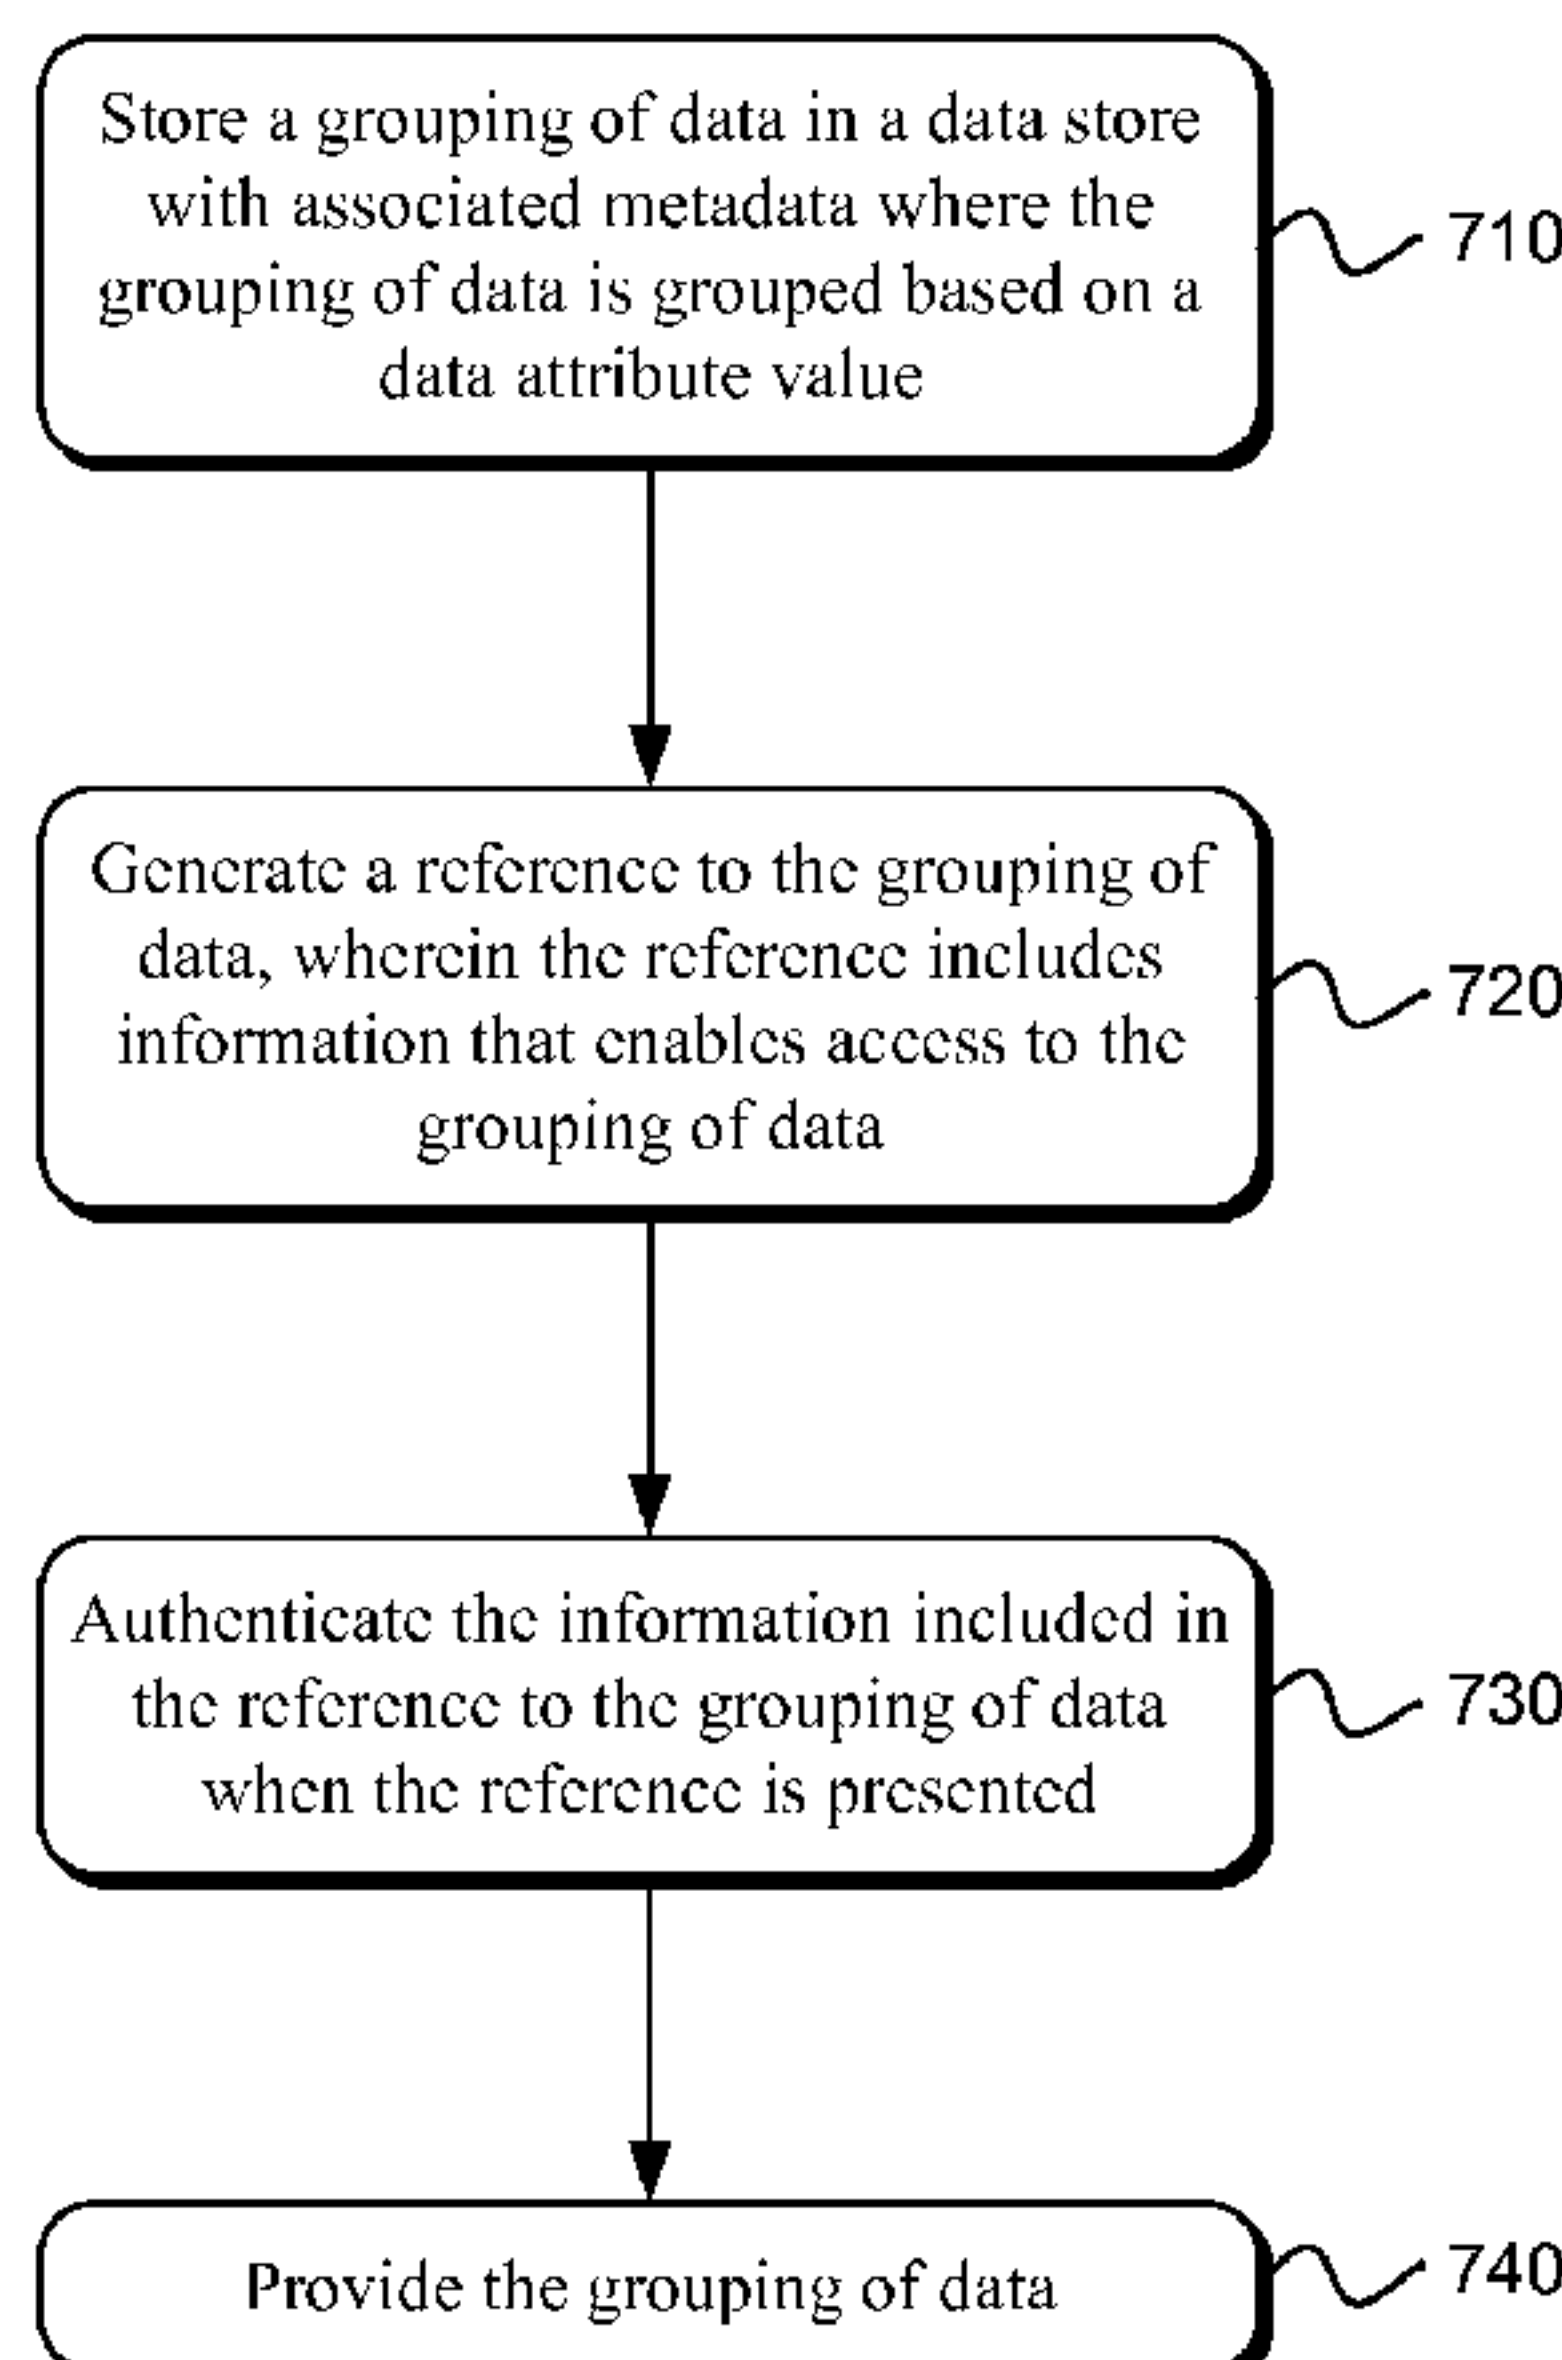 Store a grouping of data in a data store
with associated metadata where the
grouping of data is grouped based on a
data attribute value
710
Generate a reference to the grouping of
data, wherein the reference includes
information that enables access to the
grouping of data
720
Authenticate the information included in
the reference to the grouping of data
when the reference is presented
730
Provide the grouping of data
740